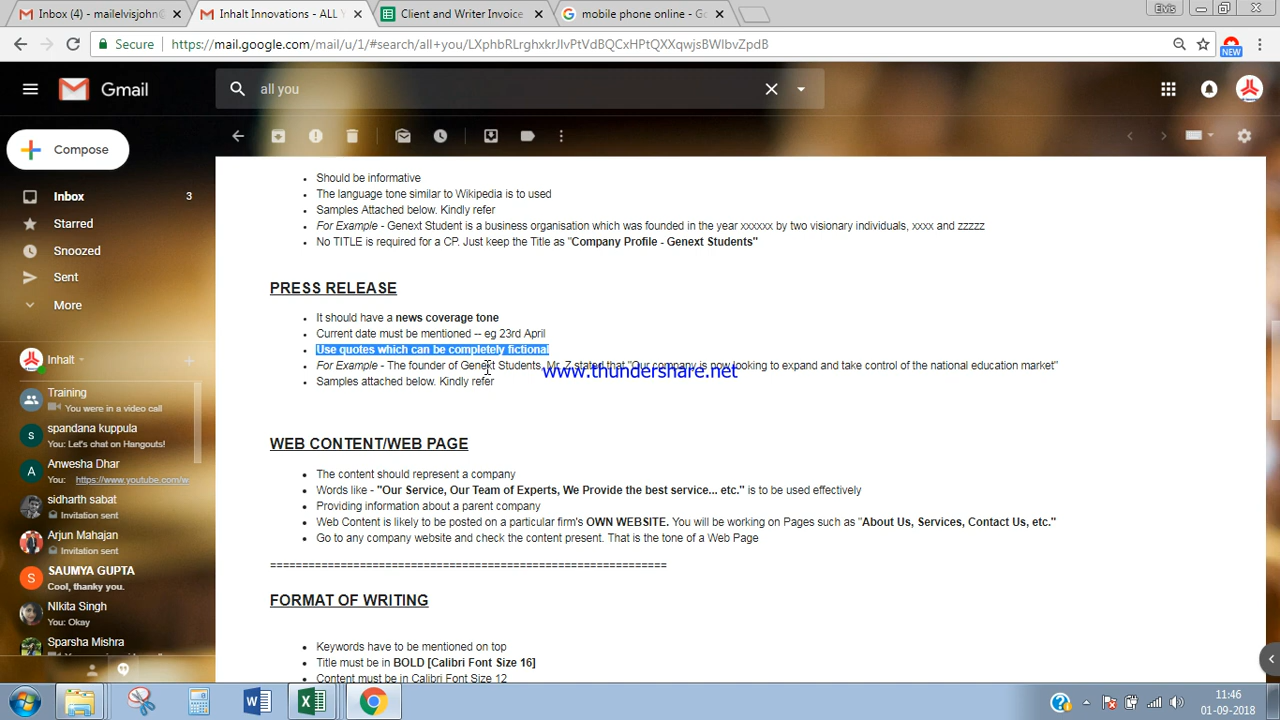 Inbox (4) - mailelvisjohn@
Inhalt Innovations - ALL Y
Client and Writer Invoice
mobile phone online - Go
Elvis
Secure
https://mail.google.com/mail/u/1/#search/all+you/LXphbRLrghxkrJlvPtVdBQCxHPtQXXqwjsBWlbvZpdB
NEW
Gmail
all you
Compose
Inbox 3
Starred
Snoozed
Sent
More
Inhalt
Training
You were in a video call
spandana kuppula
You: Let's chat on Hangouts!
Anwesha Dhar
You: https://www.youtube.com/w
sidharth sabat
Invitation sent
Arjun Mahajan
Invitation sent
SAUMYA GUPTA
Cool, thanky you.
NIkita Singh
You: Okay
Sparsha Mishra
Should be informative
The language tone similar to Wikipedia is to used
Samples Attached below. Kindly refer
For Example - Genext Student is a business organisation which was founded in the year xxxxxx by two visionary individuals, xxxx and zzzzz
No TITLE is required for a CP. Just keep the Title as "Company Profile - Genext Students"
PRESS RELEASE
It should have a news coverage tone
Current date must be mentioned -- eg 23rd April
Use quotes which can be completely fictional
For Example - The founder of Genext Students, Mr. Z stated that "Our company is now looking to expand and take control of the national education market"
www.thundershare.net
Samples attached below. Kindly refer
WEB CONTENT/WEB PAGE
The content should represent a company
Words like - "Our Service, Our Team of Experts, We Provide the best service... etc." is to be used effectively
Providing information about a parent company
Web Content is likely to be posted on a particular firm's OWN WEBSITE. You will be working on Pages such as "About Us, Services, Contact Us, etc."
Go to any company website and check the content present. That is the tone of a Web Page
=============================================================
FORMAT OF WRITING
Keywords have to be mentioned on top
Title must be in BOLD [Calibri Font Size 16]
Content must be in Calibri Font Size 12
11:46
01-09-2018